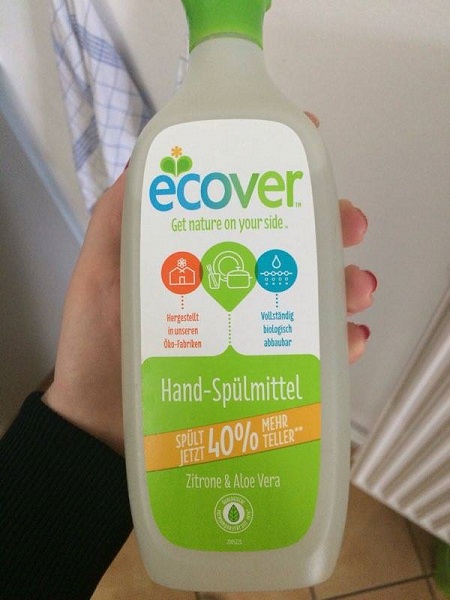 ecover™
Get nature on your side.
Hergestellt
in unseren
Öko-Fabriken
Vollständig
biologisch
abbaubar
Hand-Spülmittel
SPÜLT
JETZT
40%
MEHR
TELLER**
Zitrone & Aloe Vera